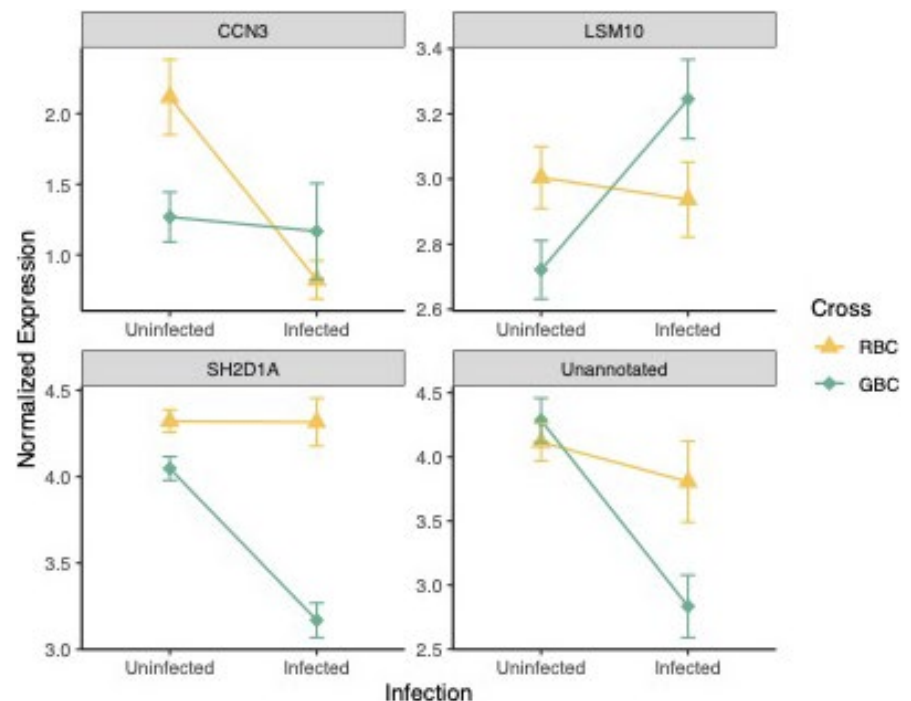 CCN3
LSM10
2.0
1.5
1.0
3.4
3.2
3.0
2.8
2.6
Uninfected Infected
Uninfected Infected
Normalized Expression
SH2D1A
Unannotated
4.5
4.0
3.5
3.0
4.5
4.0
3.5
3.0
2.5
Uninfected Infected
Uninfected Infected
Infection
Cross
RBC
GBC